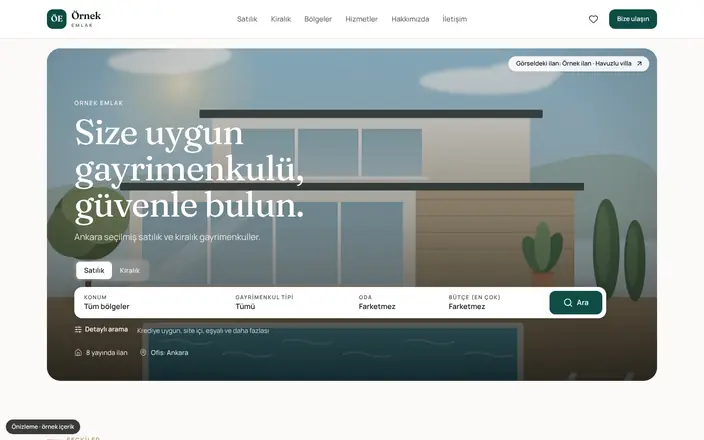 ÖE
Örnek
EMLAK
Satılık
Kiralık
Bölgeler
Hizmetler
Hakkımızda
İletişim
Bize ulaşın
Görseldeki ilan: Örnek ilan · Havuzlu villa
ÖRNEK EMLAK
Size uygun
gayrimenkulü,
güvenle bulun.
Ankara seçilmiş satılık ve kiralık gayrimenkuller.
Satılık
Kiralık
KONUM
Tüm bölgeler
GAYRİMENKUL TİPİ
Tümü
ODA
Farketmez
BÜTÇE (EN ÇOK)
Farketmez
Ara
Detaylı arama
Krediye uygun, site içi, eşyalı ve daha fazlası
8 yayında ilan
Ofis: Ankara
Önizleme · örnek içerik